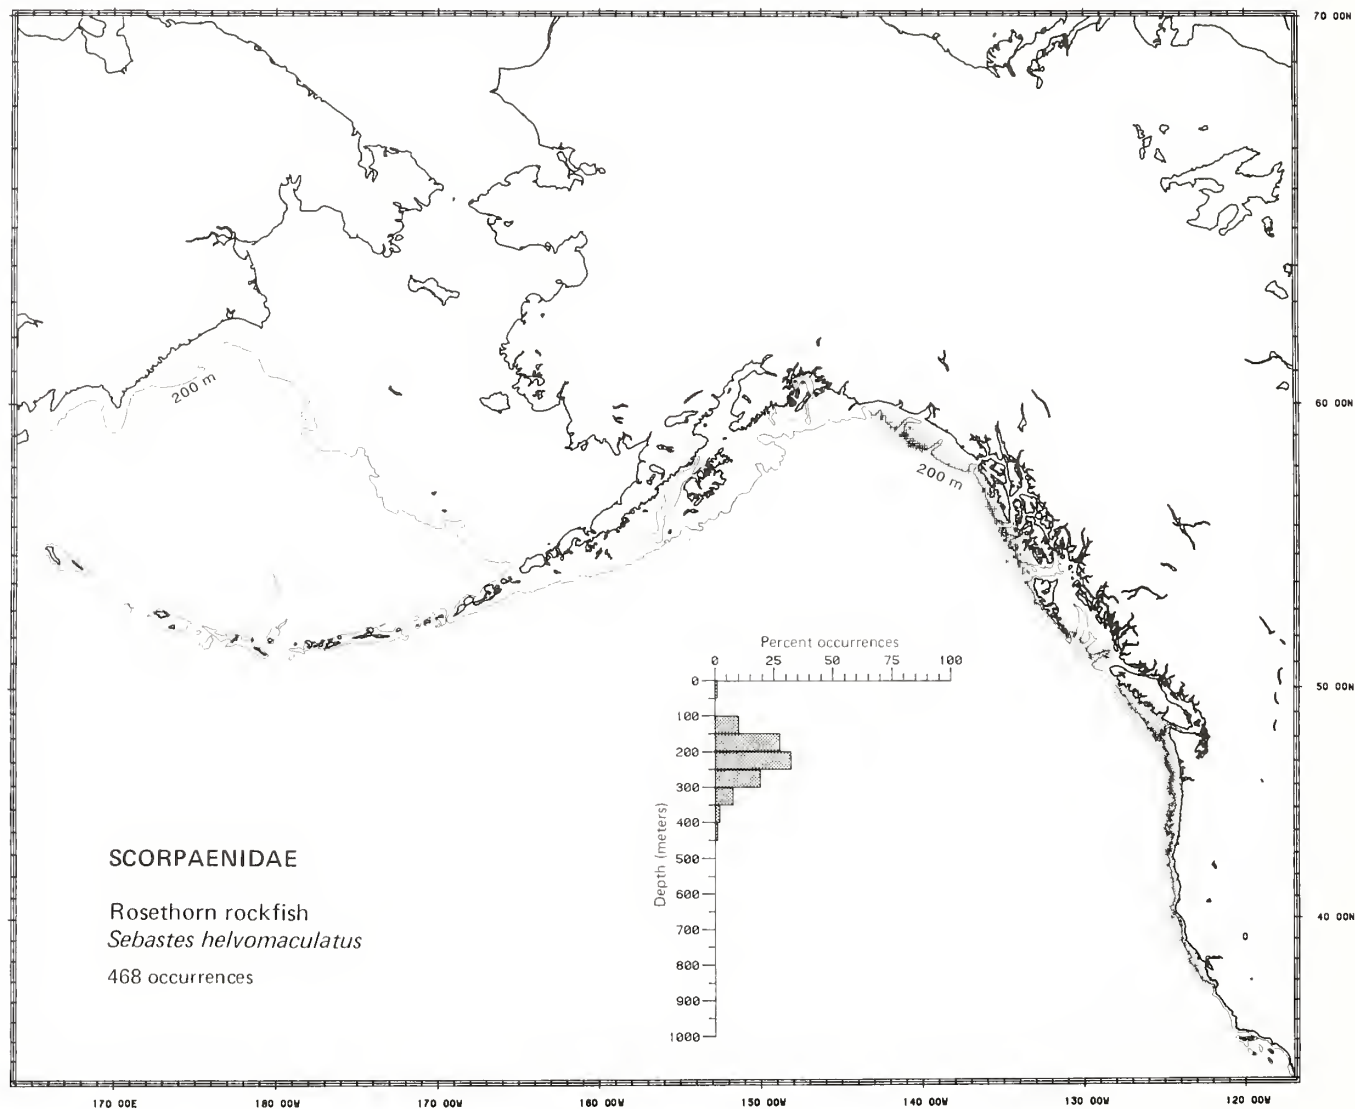 70 00N
200 m
60 00N
200 m
Percent occurrences
0 25 50 75 100
0
100
200
300
400
500
600
700
800
900
1000
Depth (meters)
50 00N
SCORPAENIDAE
Rosethorn rockfish
Sebastes helvomaculatus
468 occurrences
40 00N
170 00E 180 00W 170 00W 160 00W 150 00W 140 00W 130 00W 120 00W